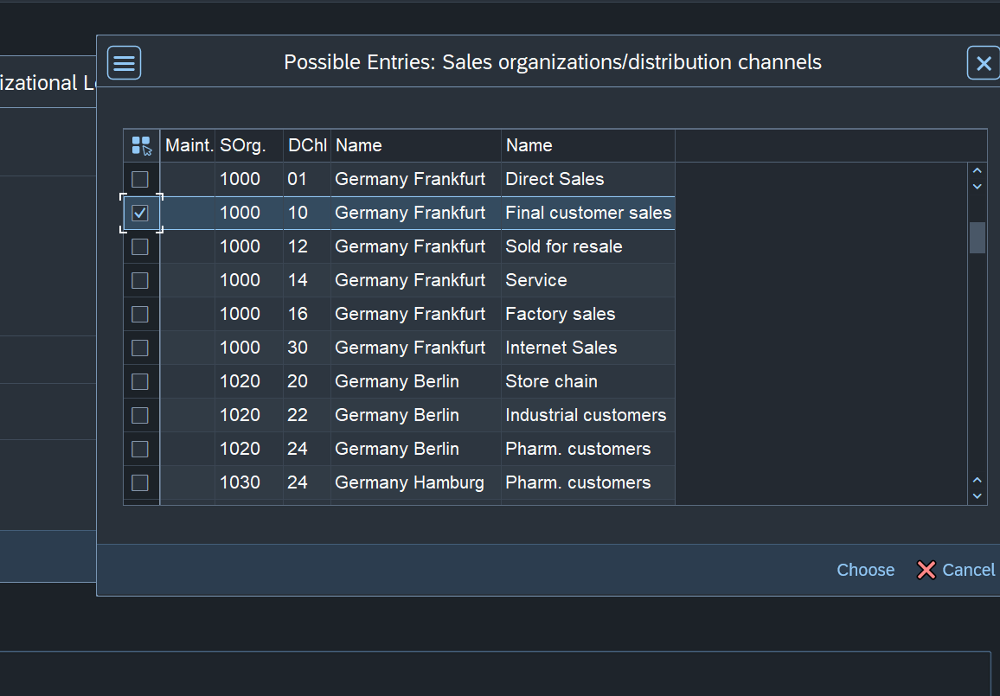 Possible Entries: Sales organizations/distribution channels
izational L
Maint. SOrg. DChl Name Name
1000 01 Germany Frankfurt Direct Sales
1000 10 Germany Frankfurt Final customer sales
1000 12 Germany Frankfurt Sold for resale
1000 14 Germany Frankfurt Service
1000 16 Germany Frankfurt Factory sales
1000 30 Germany Frankfurt Internet Sales
1020 20 Germany Berlin Store chain
1020 22 Germany Berlin Industrial customers
1020 24 Germany Berlin Pharm. customers
1030 24 Germany Hamburg Pharm. customers
Choose Cancel